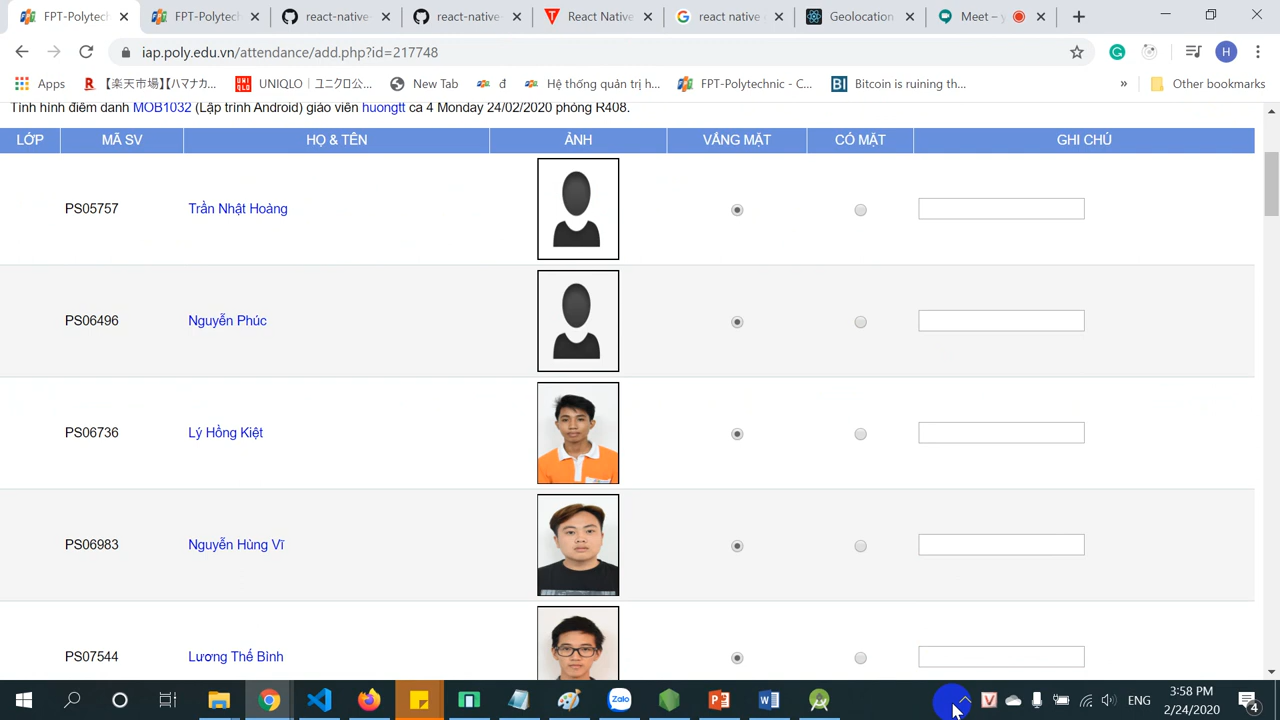 FPT-Polytech
FPT-Polytech
react-native-
react-native
React Native
react native
Geolocation
Meet – y
iap.poly.edu.vn/attendance/add.php?id=217748
H
Apps
【楽天市場】【ハマナカ...
UNIQLO｜ユニクロ公...
New Tab
đ
Hệ thống quản trị h...
FPT-Polytechnic - C...
Bitcoin is ruining th...
»
Other bookmarks
Tình hình điểm danh MOB1032 (Lập trình Android) giáo viên huongtt ca 4 Monday 24/02/2020 phòng R408.
LỚP MÃ SV HỌ & TÊN ẢNH VẮNG MẶT CÓ MẶT GHI CHÚ
PS05757 Trần Nhật Hoàng
PS06496 Nguyễn Phúc
PS06736 Lý Hồng Kiệt
PS06983 Nguyễn Hùng Vĩ
PS07544 Lương Thế Bình
Zalo
ENG
3:58 PM
2/24/2020
4